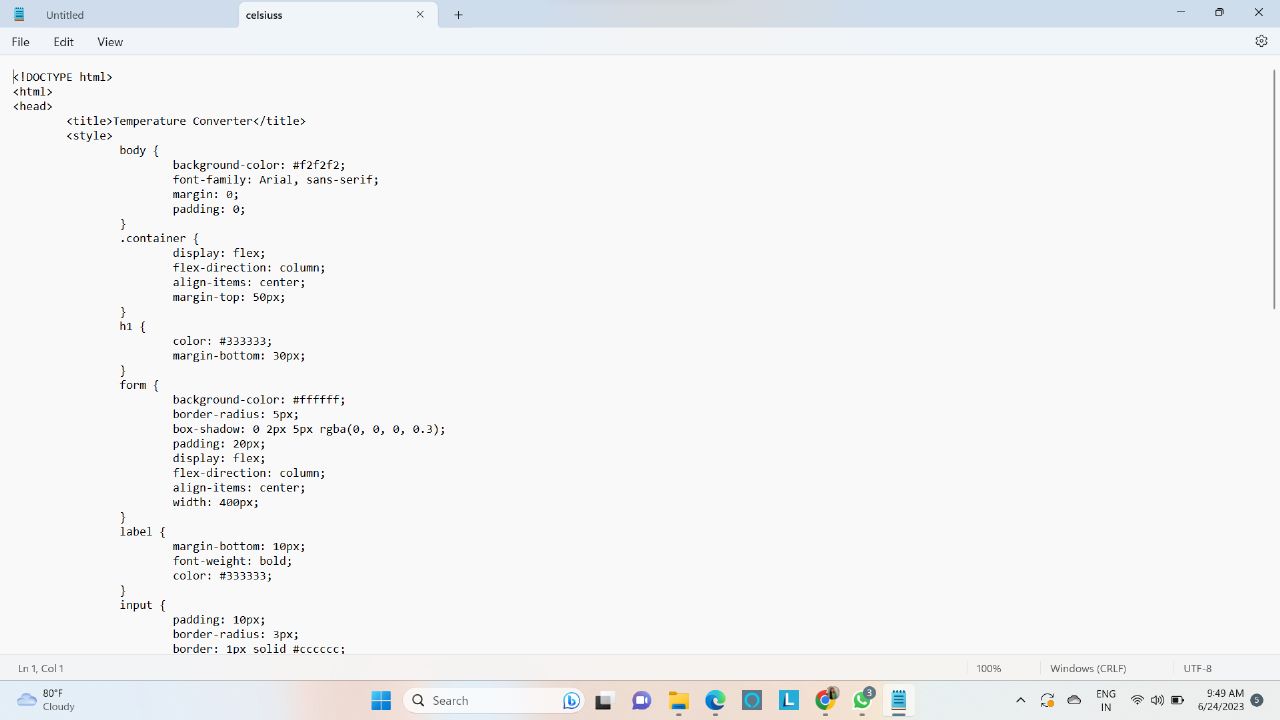 Untitled
celsiuss
File Edit View
<!DOCTYPE html>
<html>
<head>
        <title>Temperature Converter</title>
        <style>
                body {
                        background-color: #f2f2f2;
                        font-family: Arial, sans-serif;
                        margin: 0;
                        padding: 0;
                }
                .container {
                        display: flex;
                        flex-direction: column;
                        align-items: center;
                        margin-top: 50px;
                }
                h1 {
                        color: #333333;
                        margin-bottom: 30px;
                }
                form {
                        background-color: #ffffff;
                        border-radius: 5px;
                        box-shadow: 0 2px 5px rgba(0, 0, 0, 0.3);
                        padding: 20px;
                        display: flex;
                        flex-direction: column;
                        align-items: center;
                        width: 400px;
                }
                label {
                        margin-bottom: 10px;
                        font-weight: bold;
                        color: #333333;
                }
                input {
                        padding: 10px;
                        border-radius: 3px;
                        border: 1px solid #cccccc;
Ln 1, Col 1 100% Windows (CRLF) UTF-8
80°F
Cloudy
Search
L
3
ENG
IN
9:49 AM
6/24/2023
5